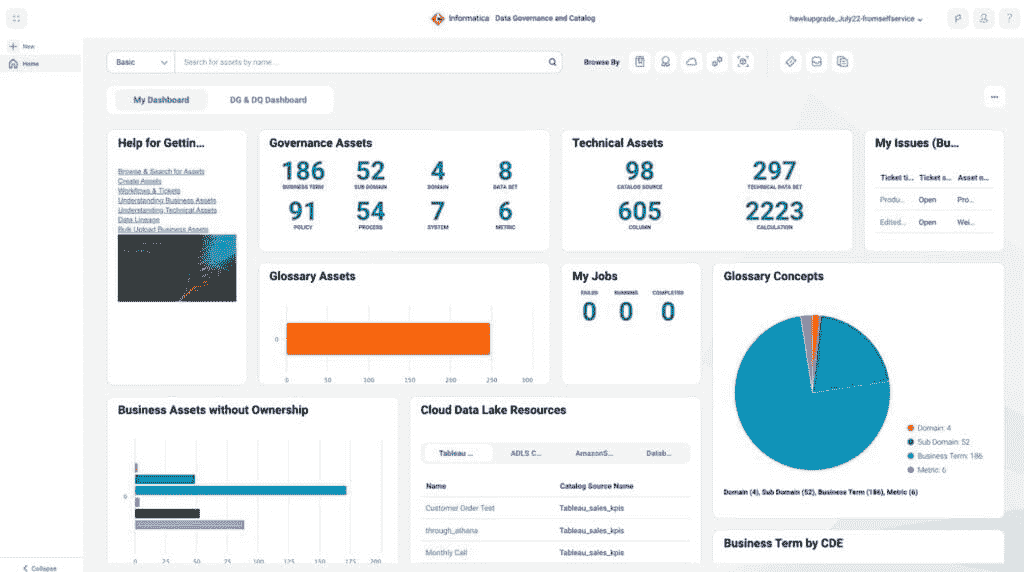 Informatica Data Governance and Catalog
hawkupgrade_July22-fromselfservice
New
Home
Basic
Search for assets by name...
Browse By
My Dashboard
DG & DQ Dashboard
Help for Gettin...
Browse & Search for Assets
Create Assets
Workflows & Tickets
Understanding Business Assets
Understanding Technical Assets
Data Lineage
Bulk Upload Business Assets
Governance Assets
186 52 4 8
BUSINESS TERM SUB DOMAIN DOMAIN DATA SET
91 54 7 6
POLICY PROCESS SYSTEM METRIC
Technical Assets
98 297
CATALOG SOURCE TECHNICAL DATA SET
605 2223
COLUMN CALCULATION
My Issues (Bu...
Ticket ti... Ticket s... Asset n...
Produ... Open Pro...
Edited... Open Wei...
Glossary Assets
0
0 50 100 150 200 250 300
My Jobs
FAILED RUNNING COMPLETED
0 0 0
Glossary Concepts
Domain: 4
Sub Domain: 52
Business Term: 186
Metric: 6
Domain (4), Sub Domain (52), Business Term (186), Metric (6)
Business Assets without Ownership
0
0 25 50 75 100 125 150 175 200
Cloud Data Lake Resources
Tableau ... ADLS C... AmazonS... Datab...
Name Catalog Source Name
Customer Order Test Tableau_sales_kpis
through_athana Tableau_sales_kpis
Monthly Call Tableau_sales_kpis
Business Term by CDE
Collapse